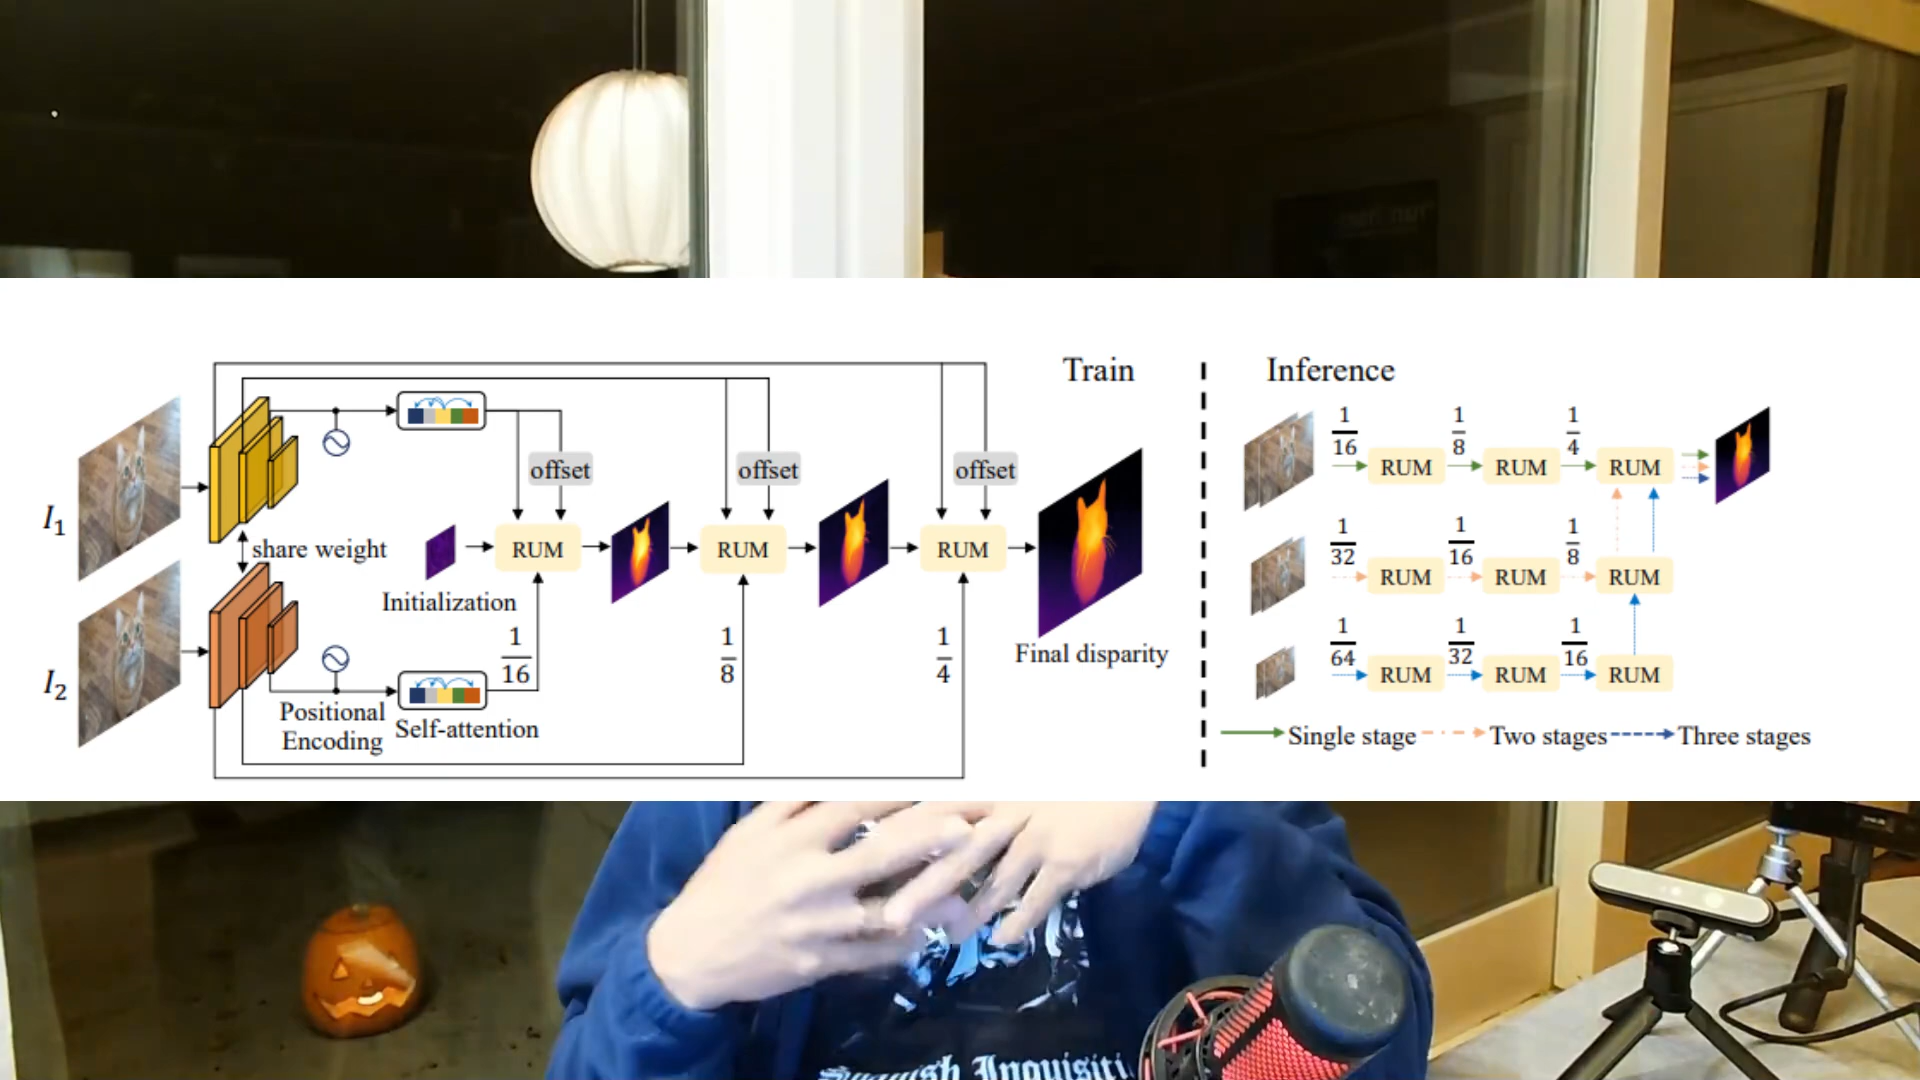 Train
Inference
I₁
I₂
share weight
Initialization
Positional
Encoding
Self-attention
offset
offset
offset
RUM
RUM
RUM
1/16
1/8
1/4
Final disparity
1/16
1/8
1/4
RUM
RUM
RUM
1/32
1/16
1/8
RUM
RUM
RUM
1/64
1/32
1/16
RUM
RUM
RUM
Single stage
Two stages
Three stages